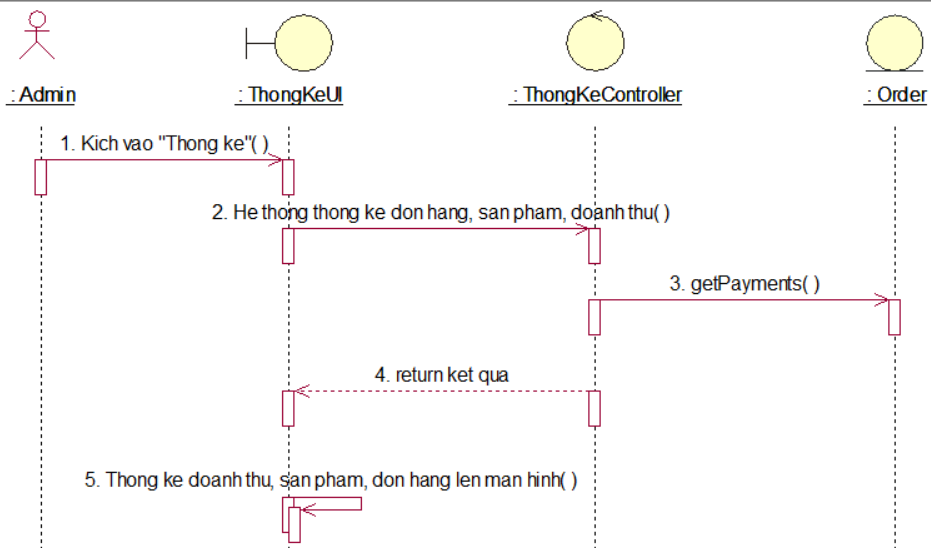 : Admin
: ThongKeUI
: ThongKeController
: Order
1. Kich vao "Thong ke"( )
2. He thong thong ke don hang, san pham, doanh thu( )
3. getPayments( )
4. return ket qua
5. Thong ke doanh thu, san pham, don hang len man hinh( )